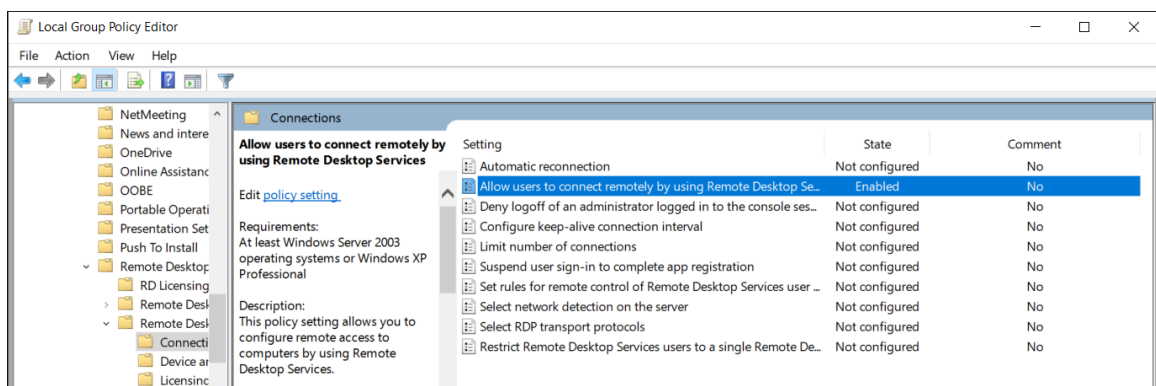 Local Group Policy Editor
File Action View Help
NetMeeting
News and intere
OneDrive
Online Assistanc
OOBE
Portable Operati
Presentation Set
Push To Install
Remote Desktop
RD Licensing
Remote Desk
Remote Desk
Connecti
Device an
Licensing
Connections
Allow users to connect remotely by
using Remote Desktop Services
Edit policy setting
Requirements:
At least Windows Server 2003
operating systems or Windows XP
Professional
Description:
This policy setting allows you to
configure remote access to
computers by using Remote
Desktop Services.
Setting State Comment
Automatic reconnection Not configured No
Allow users to connect remotely by using Remote Desktop Se... Enabled No
Deny logoff of an administrator logged in to the console ses... Not configured No
Configure keep-alive connection interval Not configured No
Limit number of connections Not configured No
Suspend user sign-in to complete app registration Not configured No
Set rules for remote control of Remote Desktop Services user ... Not configured No
Select network detection on the server Not configured No
Select RDP transport protocols Not configured No
Restrict Remote Desktop Services users to a single Remote De... Not configured No